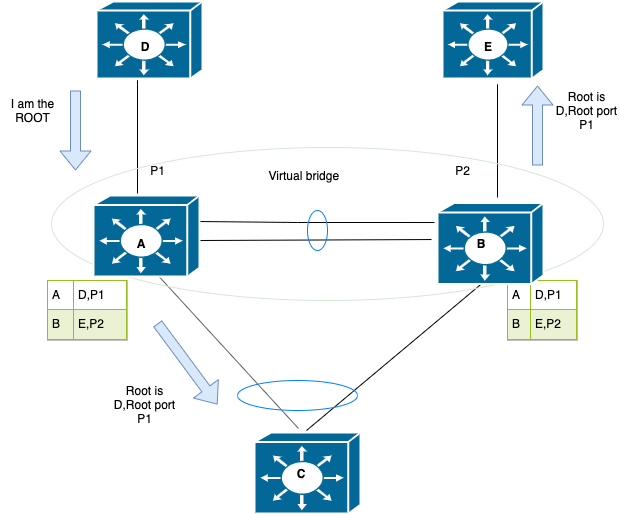 D
E
I am the
ROOT
Root is
D,Root port
P1
P1
Virtual bridge
P2
A
B
A D,P1
B E,P2
A D,P1
B E,P2
Root is
D,Root port
P1
C